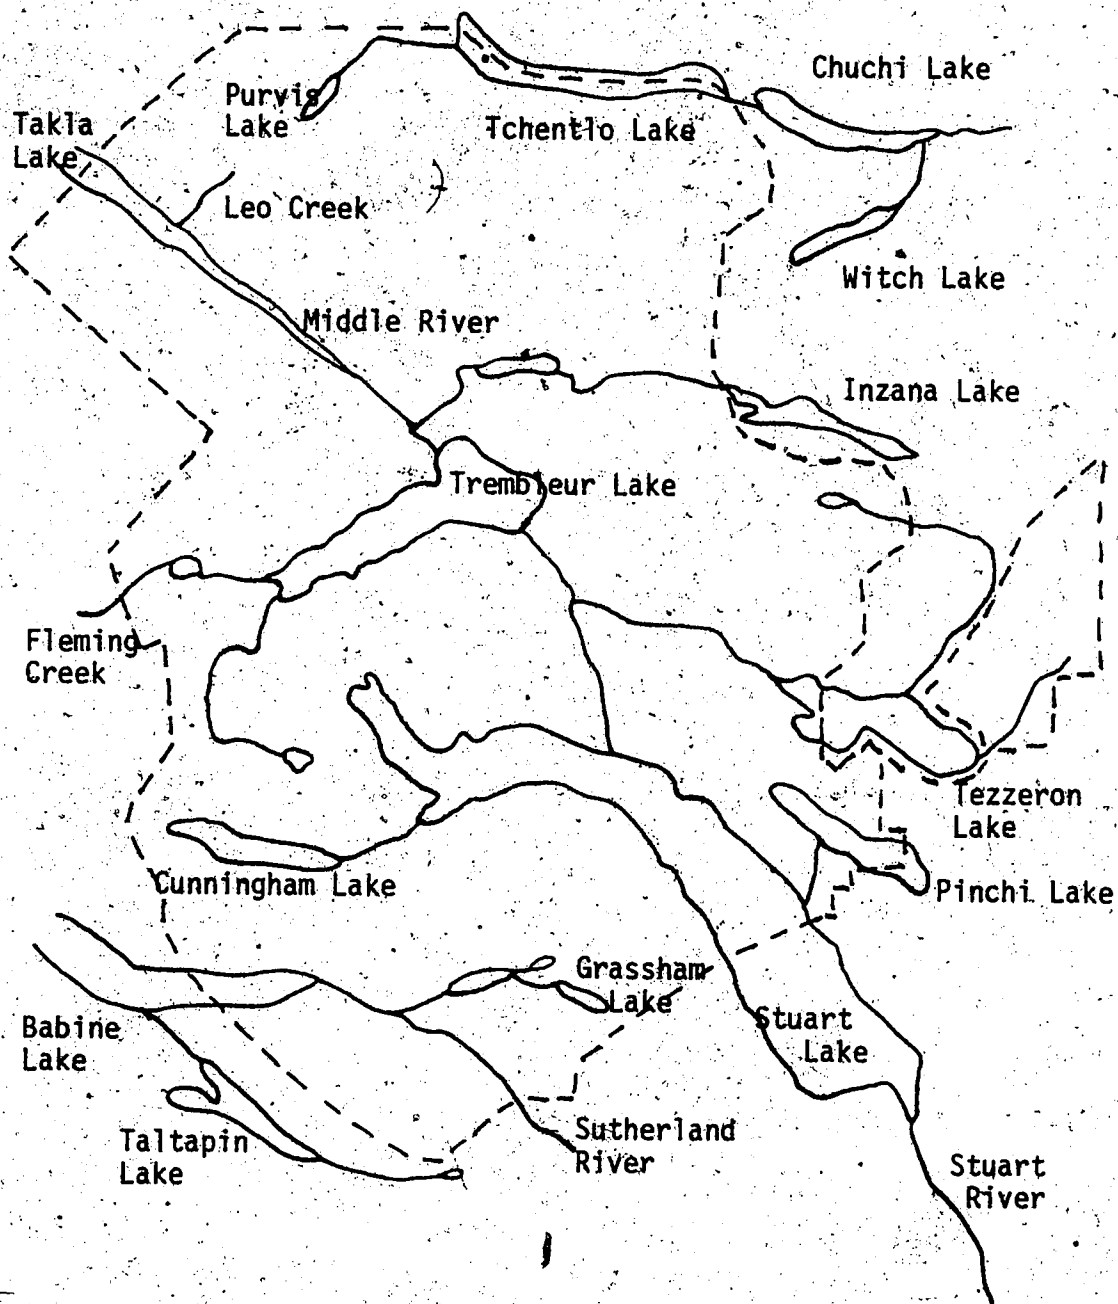 Chuchi Lake
Purvis
Lake
Takla
Lake
Tchentlo Lake
Leo Creek
Witch Lake
Middle River
Inzana Lake
Trembleur Lake
Fleming
Creek
Tezzeron
Lake
Cunningham Lake
Pinchi Lake
Grassham
Lake
Babine
Lake
Stuart
Lake
Taltapin
Lake
Sutherland
River
Stuart
River